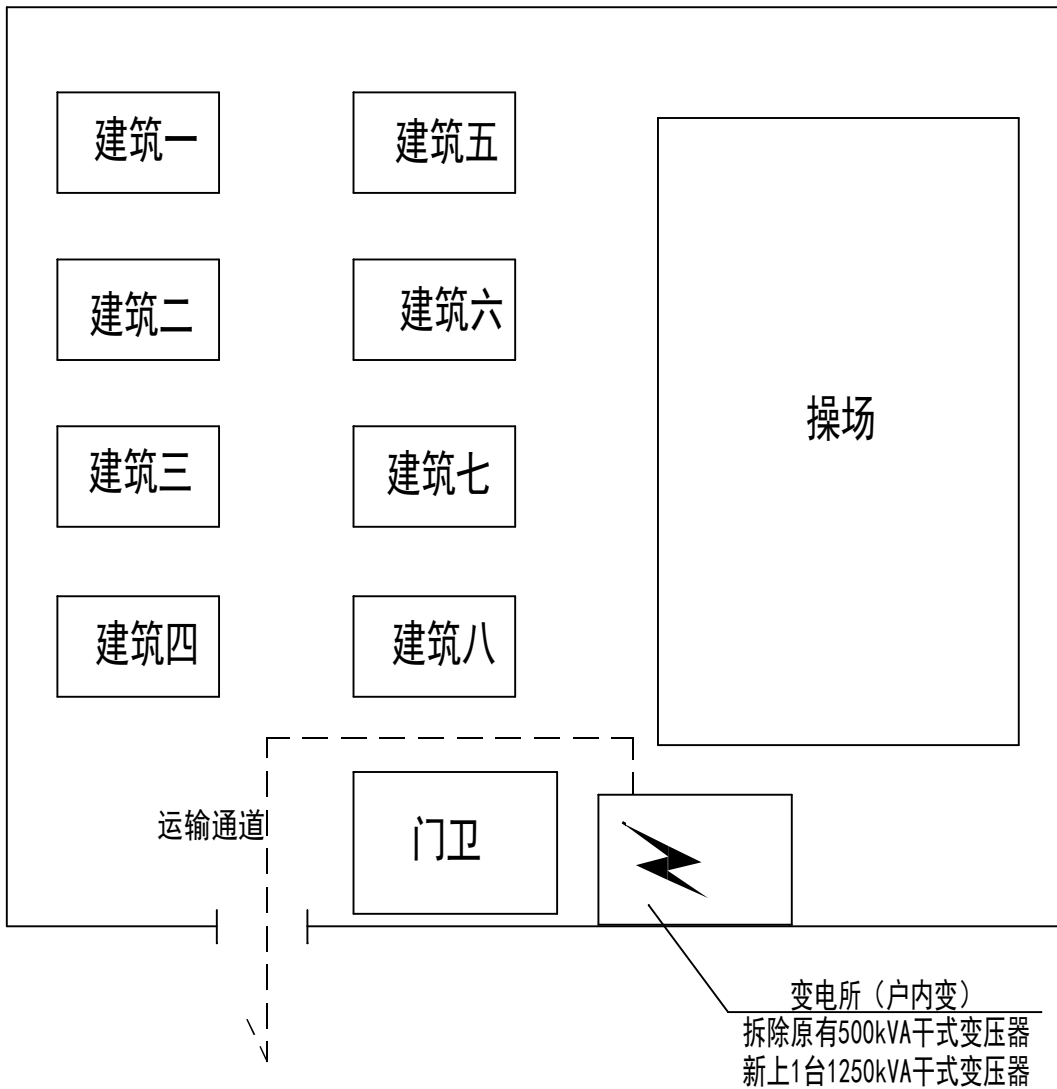 建筑一
建筑五
建筑二
建筑六
操场
建筑三
建筑七
建筑四
建筑八
运输通道
门卫
变电所（户内变）
拆除原有500kVA干式变压器
新上1台1250kVA干式变压器